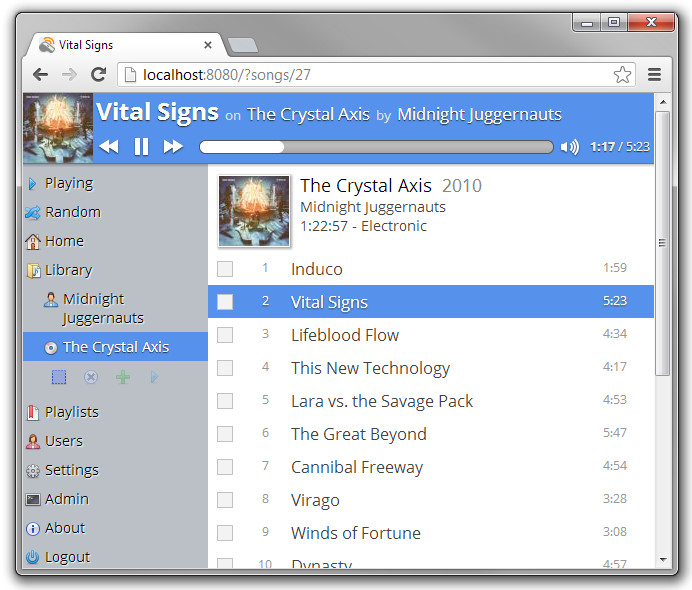 Vital Signs
localhost:8080/?songs/27
Vital Signs on The Crystal Axis by Midnight Juggernauts
1:17 / 5:23
Playing
Random
Home
Library
Midnight
Juggernauts
The Crystal Axis
Playlists
Users
Settings
Admin
About
Logout
The Crystal Axis 2010
Midnight Juggernauts
1:22:57 - Electronic
1 Induco 1:59
2 Vital Signs 5:23
3 Lifeblood Flow 4:34
4 This New Technology 4:17
5 Lara vs. the Savage Pack 4:53
6 The Great Beyond 5:47
7 Cannibal Freeway 4:54
8 Virago 3:28
9 Winds of Fortune 3:08
10 Dynasty 4:57